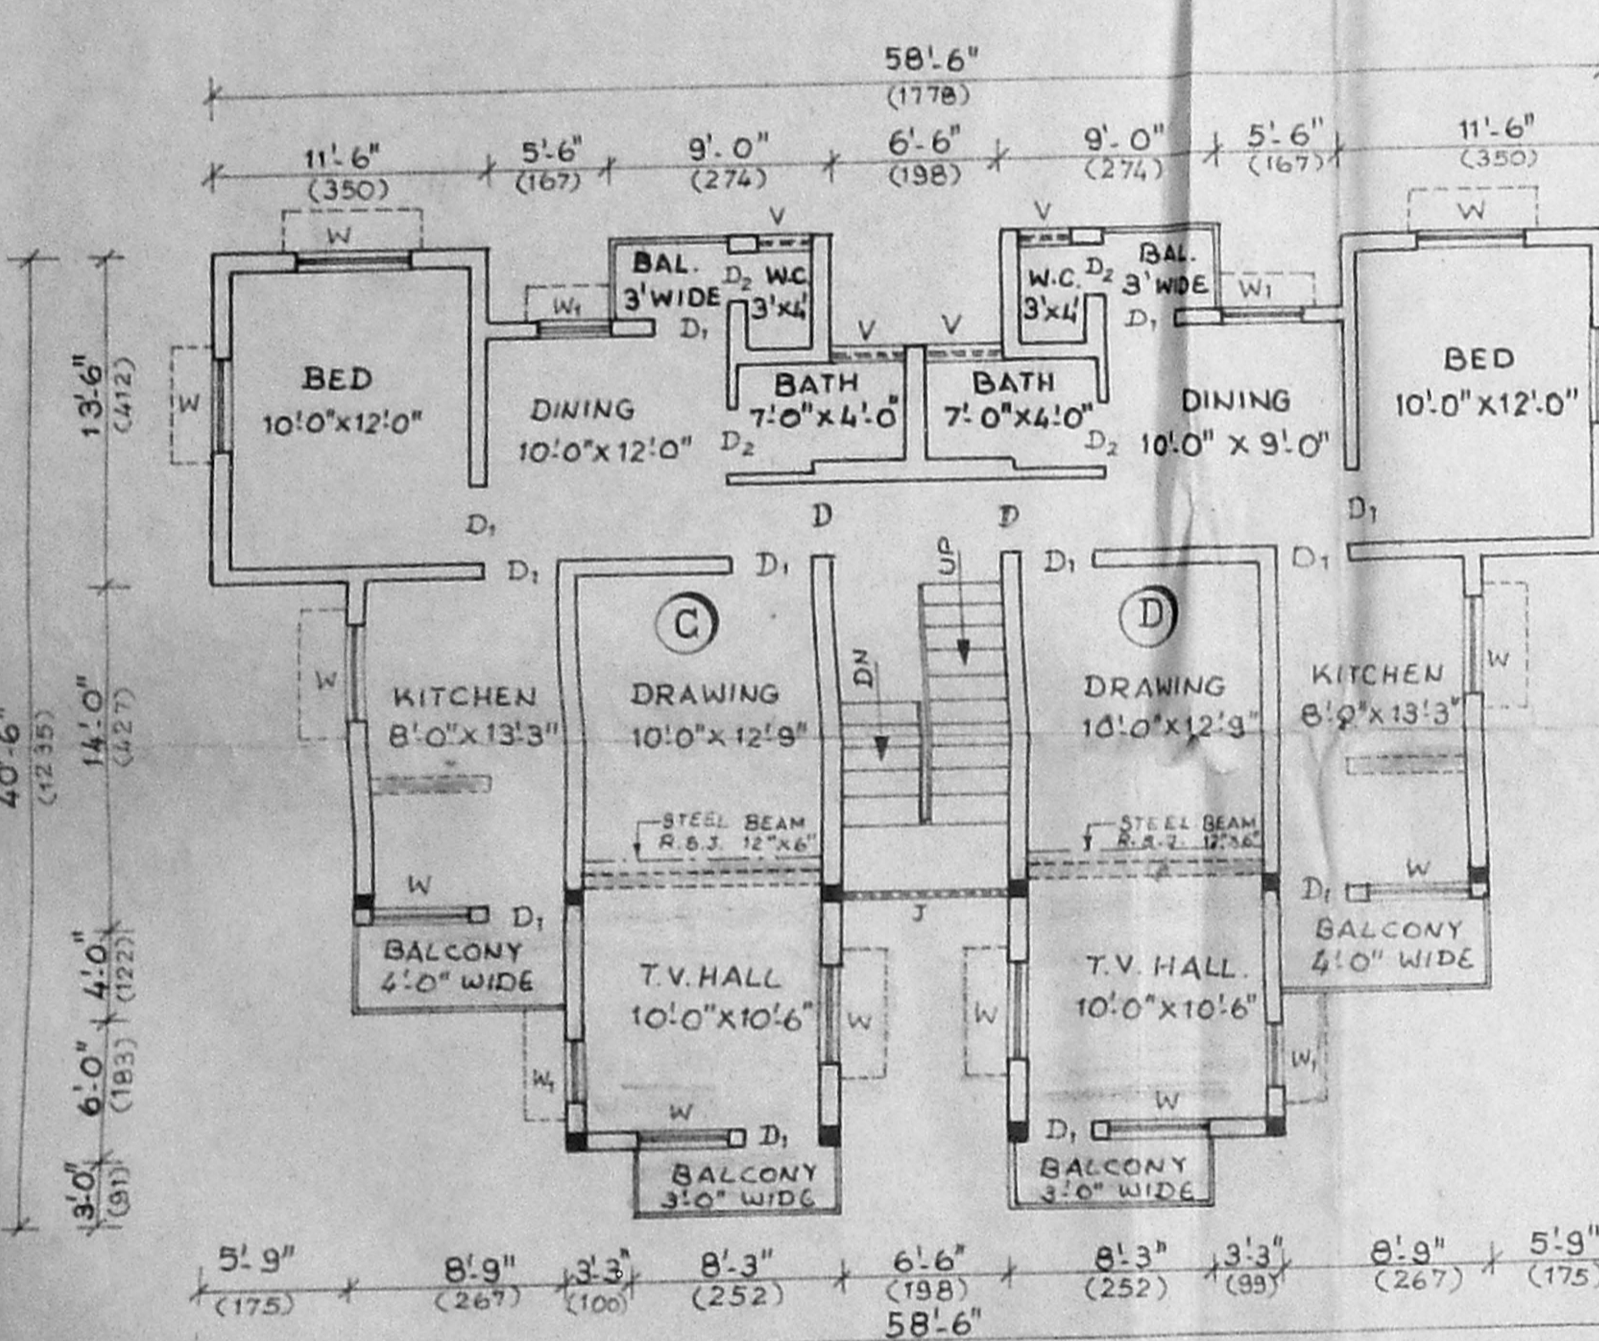 58'-6"
(1778)
11'-6" 5'-6" 9'-0" 6'-6" 9'-0" 5'-6" 11'-6"
(350) (167) (274) (198) (274) (167) (350)
W V V W
BAL. D2 W.C. W.C. D2 BAL.
W1 3'WIDE 3'x4' 3'x4' 3'WIDE W1
D1 V V D1
13'-6"
(412)
W
BED
10'-0"x12'-0"
DINING
10'-0"x12'-0"
BATH
7'-0"x4'-0"
D2
BATH
7'-0"x4'-0"
D2
DINING
10'-0" x 9'-0"
BED
10'-0"x12'-0"
D1 D D D1
D1 D1 UP D1 D1
C D
40'-6"
(1235)
14'-0"
(427)
W
KITCHEN
8'-0"x13'-3"
DRAWING
10'-0"x12'-9"
DN
DRAWING
10'-0"x12'-9"
KITCHEN
8'-0"x13'-3"
W
STEEL BEAM
R.S.J. 12"x6"
STEEL BEAM
R.S.J. 12"x6"
W D1 J D1 W
4'-0"
(122)
BALCONY
4'-0" WIDE
T.V. HALL
10'-0"x10'-6"
W W
T.V. HALL.
10'-0"x10'-6"
BALCONY
4'-0" WIDE
6'-0"
(183)
W1 W1
W D1 D1 W
3'-0"
(91)
BALCONY
3'-0" WIDE
BALCONY
3'-0" WIDE
5'-9" 8'-9" 3'-3" 8'-3" 6'-6" 8'-3" 3'-3" 8'-9" 5'-9"
(175) (267) (100) (252) (198) (252) (99) (267) (175)
58'-6"